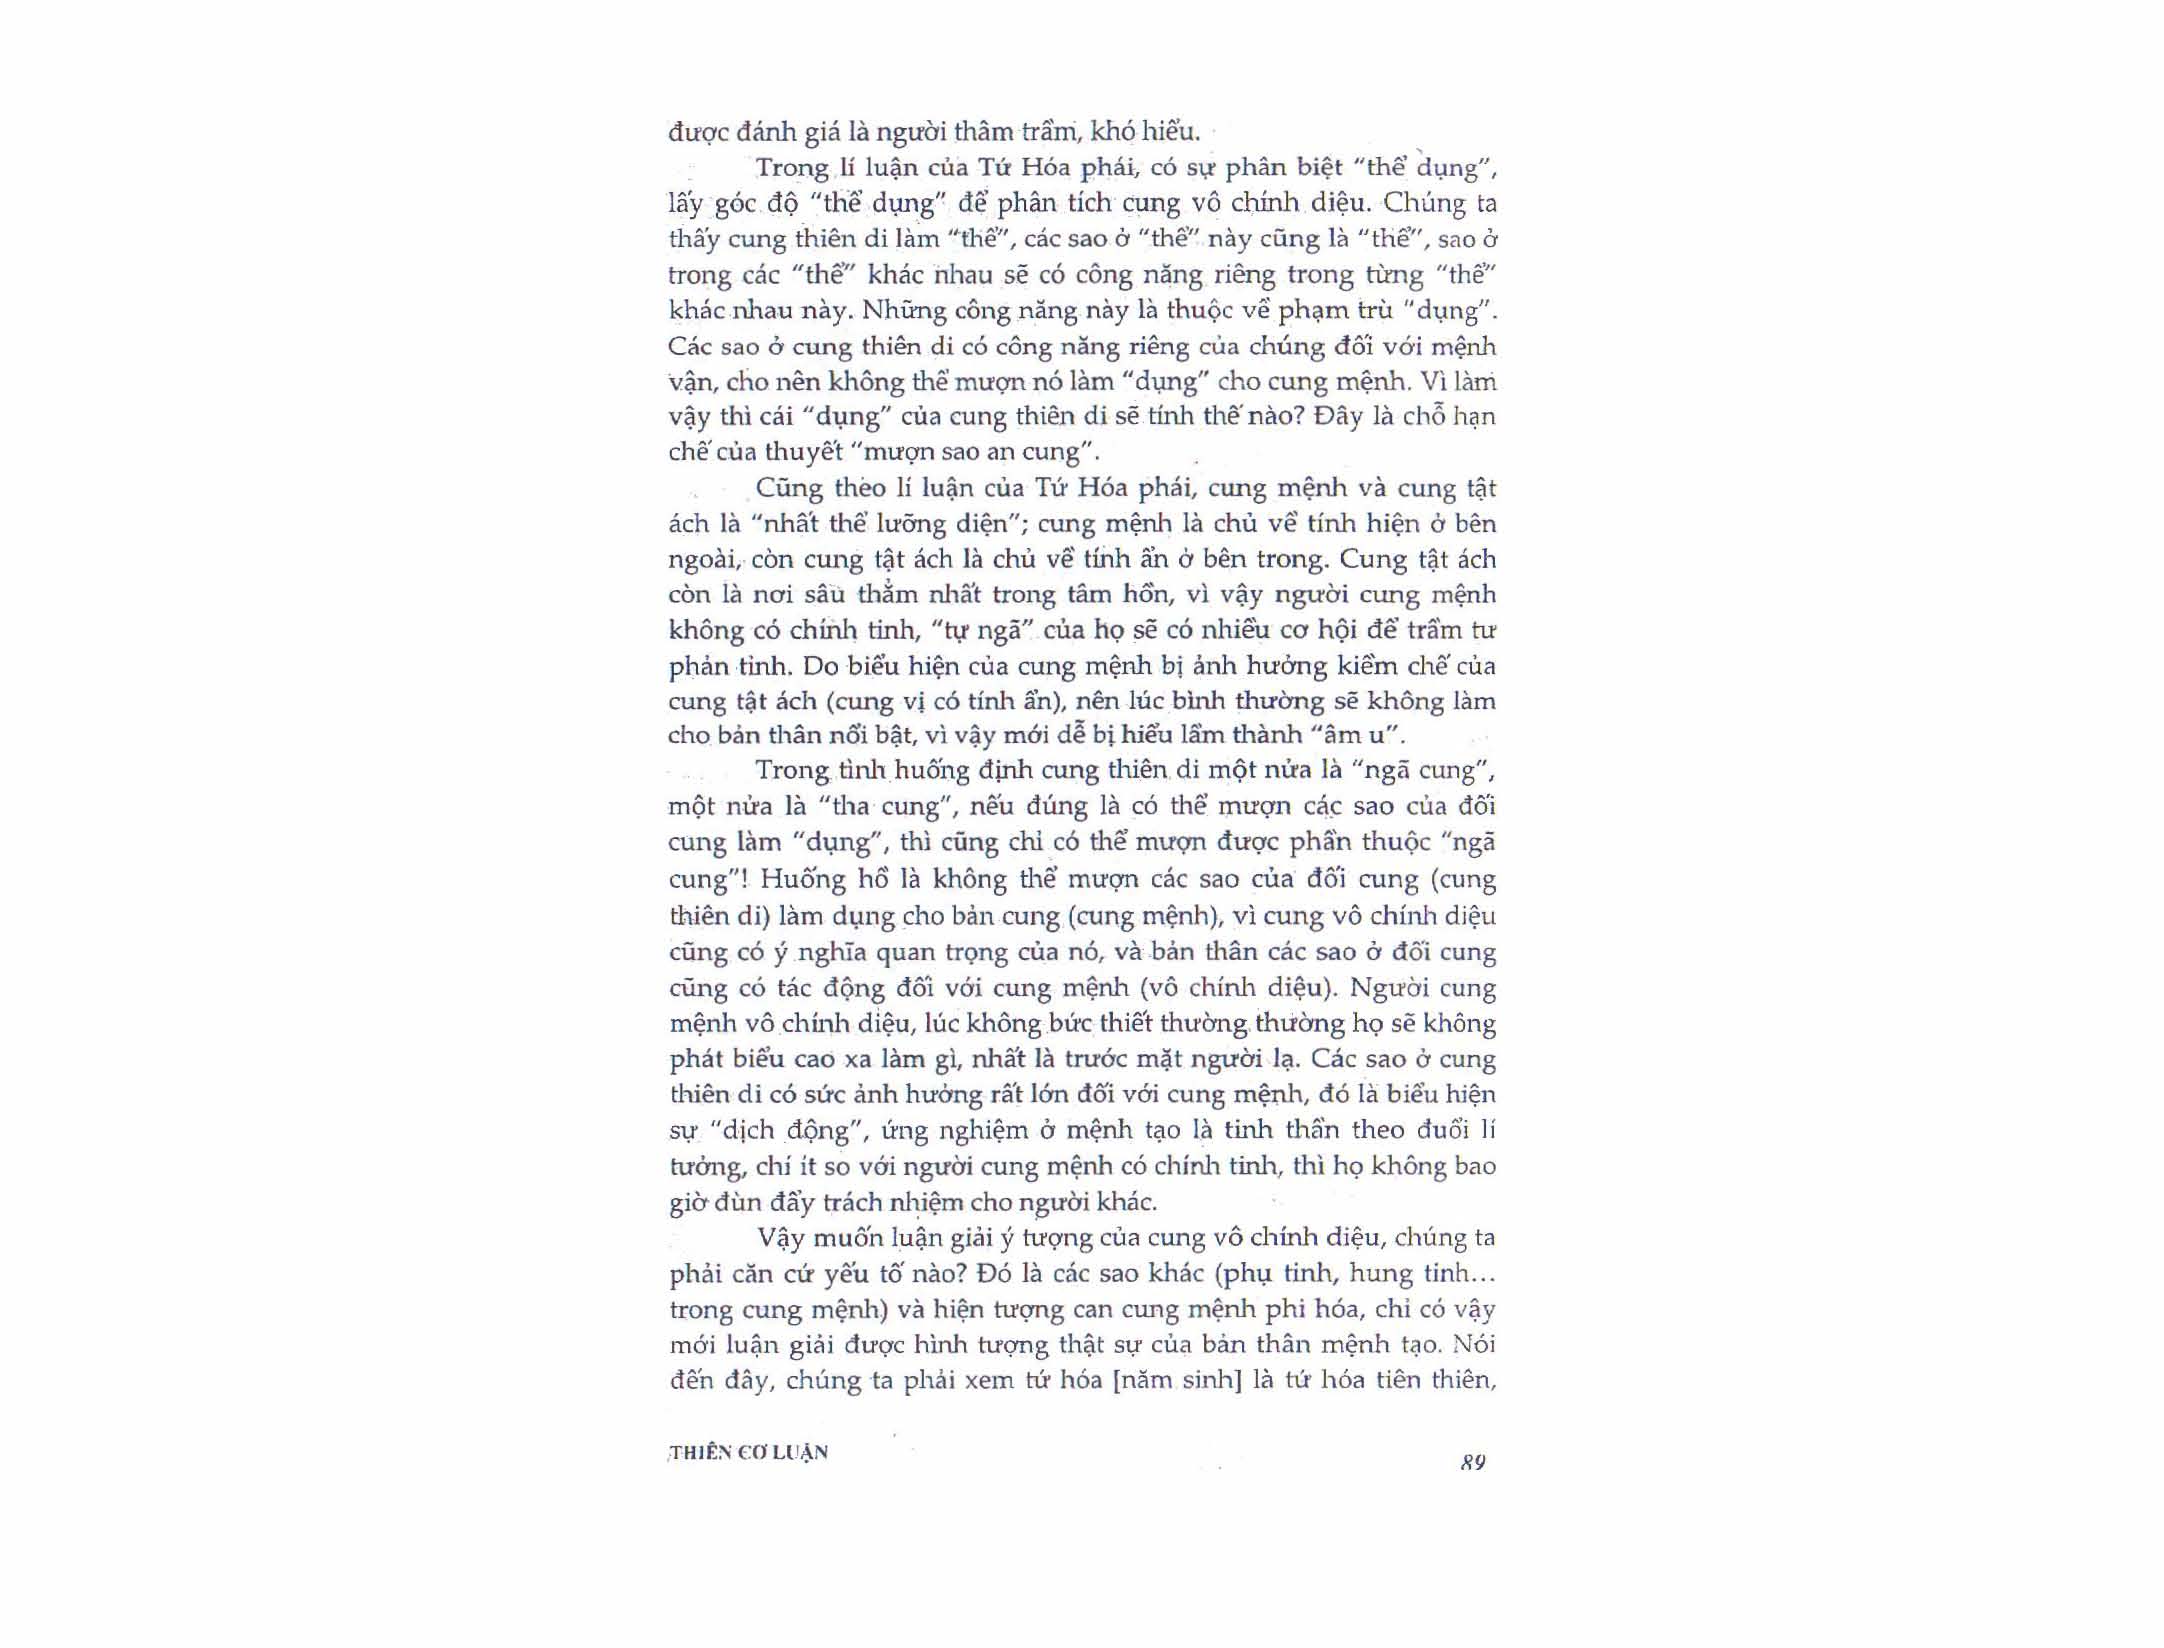 được đánh giá là người thâm trầm, khó hiểu.
Trong lí luận của Tứ Hóa phái, có sự phân biệt "thể dụng",
lấy góc độ "thể dụng" để phân tích cung vô chính diệu. Chúng ta
thấy cung thiên di làm "thể", các sao ở "thể" này cũng là "thể", sao ở
trong các "thể" khác nhau sẽ có công năng riêng trong từng "thể"
khác nhau này. Những công năng này là thuộc về phạm trù "dụng".
Các sao ở cung thiên di có công năng riêng của chúng đối với mệnh
vận, cho nên không thể mượn nó làm "dụng" cho cung mệnh. Vì làm
vậy thì cái "dụng" của cung thiên di sẽ tính thế nào? Đây là chỗ hạn
chế của thuyết "mượn sao an cung".
Cũng theo lí luận của Tứ Hóa phái, cung mệnh và cung tật
ách là "nhất thể lưỡng diện"; cung mệnh là chủ về tính hiện ở bên
ngoài, còn cung tật ách là chủ về tính ẩn ở bên trong. Cung tật ách
còn là nơi sâu thẳm nhất trong tâm hồn, vì vậy người cung mệnh
không có chính tinh, "tự ngã" của họ sẽ có nhiều cơ hội để trầm tư
phản tỉnh. Do biểu hiện của cung mệnh bị ảnh hưởng kiềm chế của
cung tật ách (cung vị có tính ẩn), nên lúc bình thường sẽ không làm
cho bản thân nổi bật, vì vậy mới dễ bị hiểu lầm thành "âm u".
Trong tình huống định cung thiên di một nửa là "ngã cung",
một nửa là "tha cung", nếu đúng là có thể mượn các sao của đối
cung làm "dụng", thì cũng chỉ có thể mượn được phần thuộc "ngã
cung"! Huống hồ là không thể mượn các sao của đối cung (cung
thiên di) làm dụng cho bản cung (cung mệnh), vì cung vô chính diệu
cũng có ý nghĩa quan trọng của nó, và bản thân các sao ở đối cung
cũng có tác động đối với cung mệnh (vô chính diệu). Người cung
mệnh vô chính diệu, lúc không bức thiết thường thường họ sẽ không
phát biểu cao xa làm gì, nhất là trước mặt người lạ. Các sao ở cung
thiên di có sức ảnh hưởng rất lớn đối với cung mệnh, đó là biểu hiện
sự "dịch động", ứng nghiệm ở mệnh tạo là tinh thần theo đuổi lí
tưởng, chí ít so với người cung mệnh có chính tinh, thì họ không bao
giờ đùn đẩy trách nhiệm cho người khác.
Vậy muốn luận giải ý tượng của cung vô chính diệu, chúng ta
phải căn cứ yếu tố nào? Đó là các sao khác (phụ tinh, hung tinh...
trong cung mệnh) và hiện tượng can cung mệnh phi hóa, chỉ có vậy
mới luận giải được hình tượng thật sự của bản thân mệnh tạo. Nói
đến đây, chúng ta phải xem tứ hóa [năm sinh] là tứ hóa tiên thiên,
THIÊN CƠ LUẬN
89